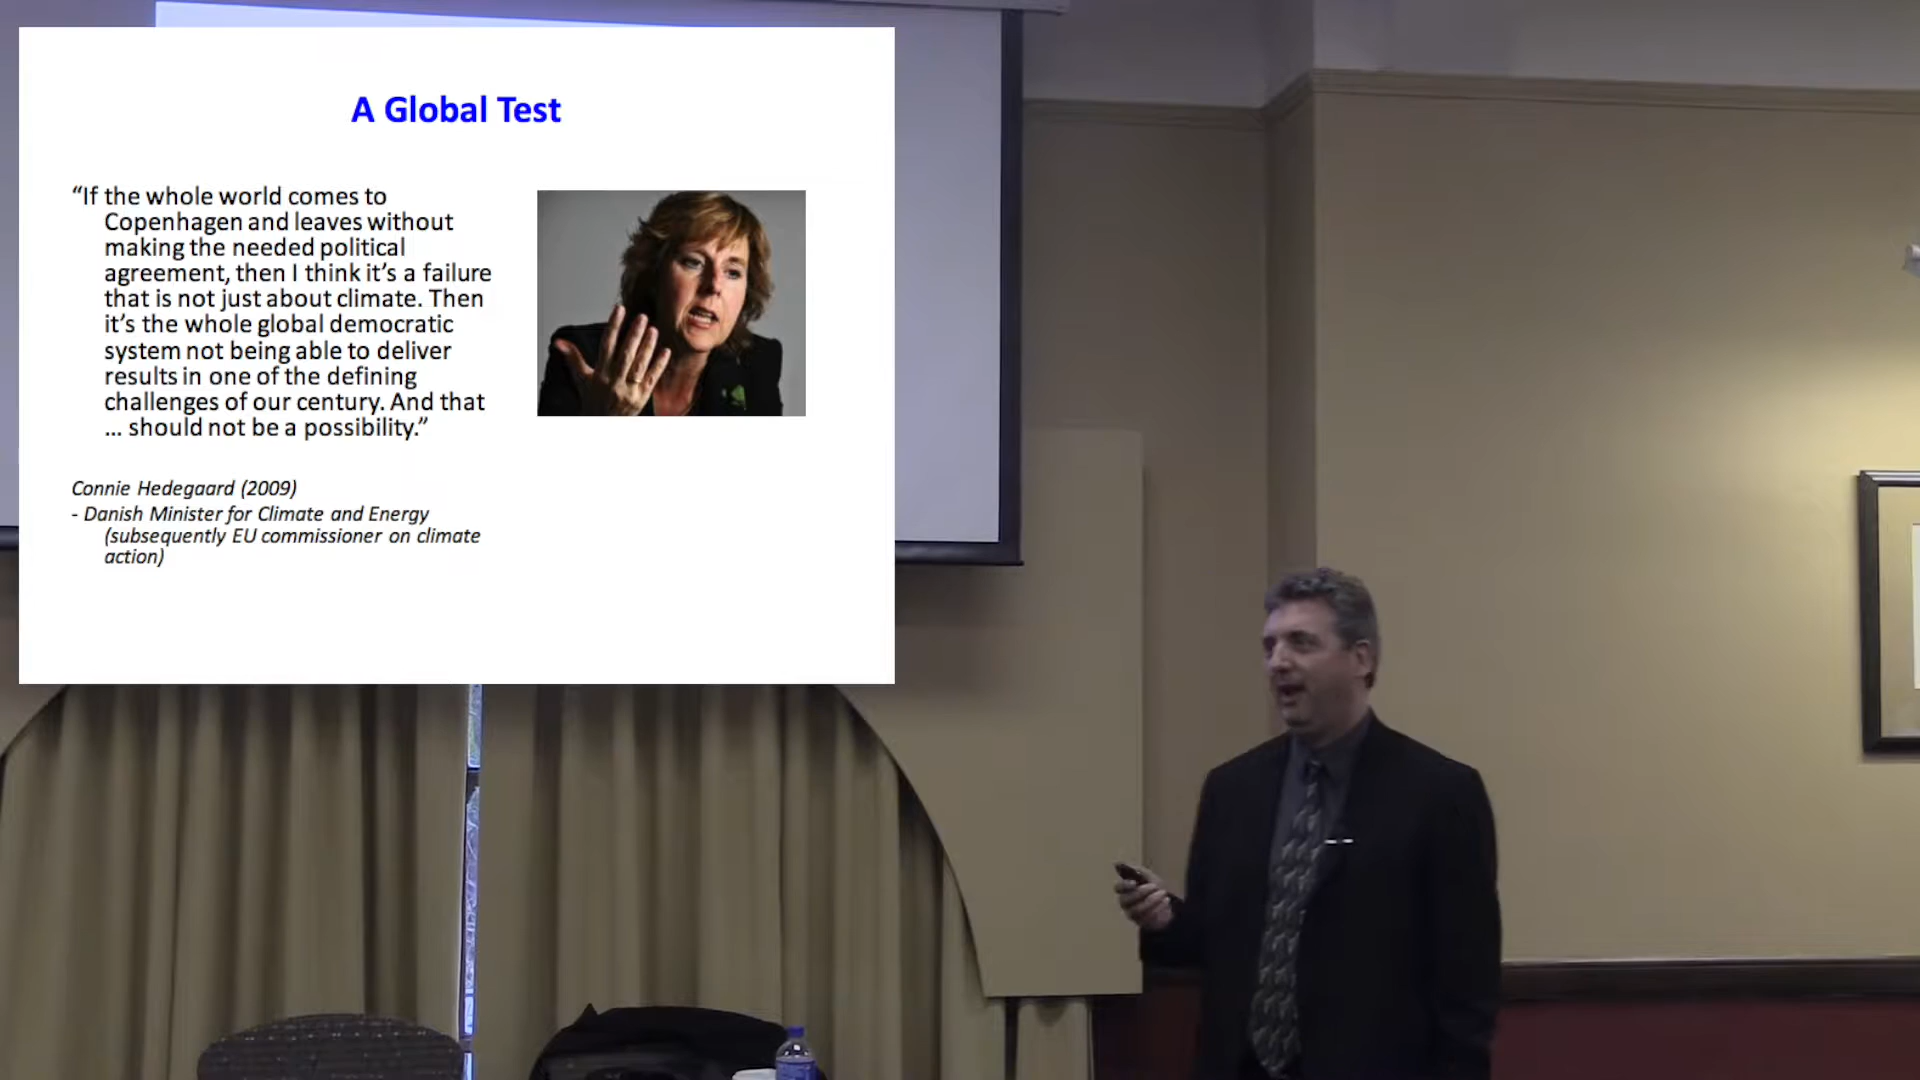 A Global Test
“If the whole world comes to
Copenhagen and leaves without
making the needed political
agreement, then I think it’s a failure
that is not just about climate. Then
it’s the whole global democratic
system not being able to deliver
results in one of the defining
challenges of our century. And that
... should not be a possibility.”
Connie Hedegaard (2009)
- Danish Minister for Climate and Energy
(subsequently EU commissioner on climate
action)